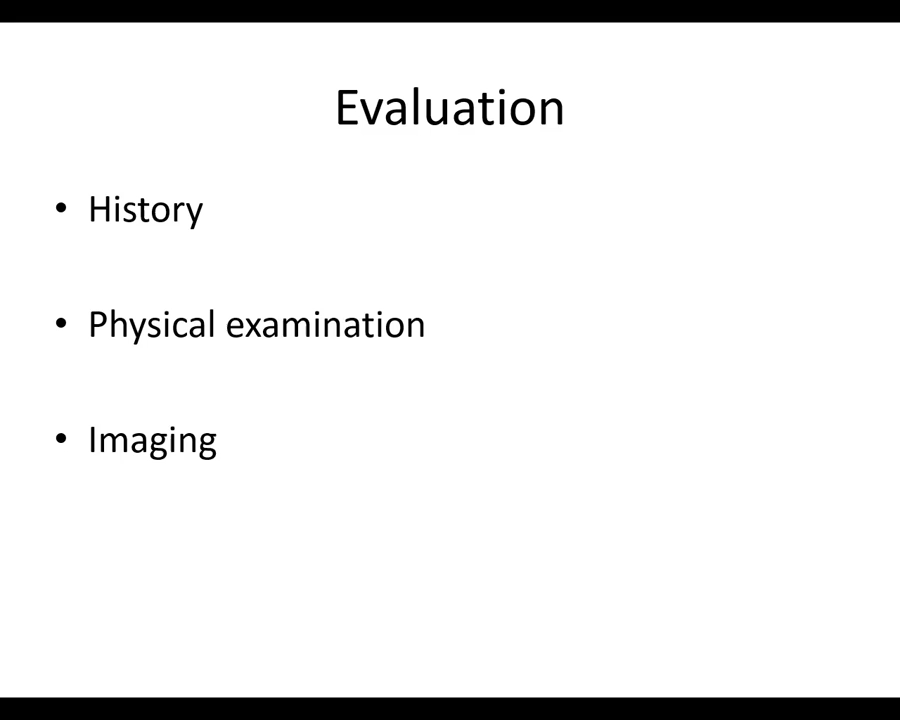 Evaluation
• History
• Physical examination
• Imaging